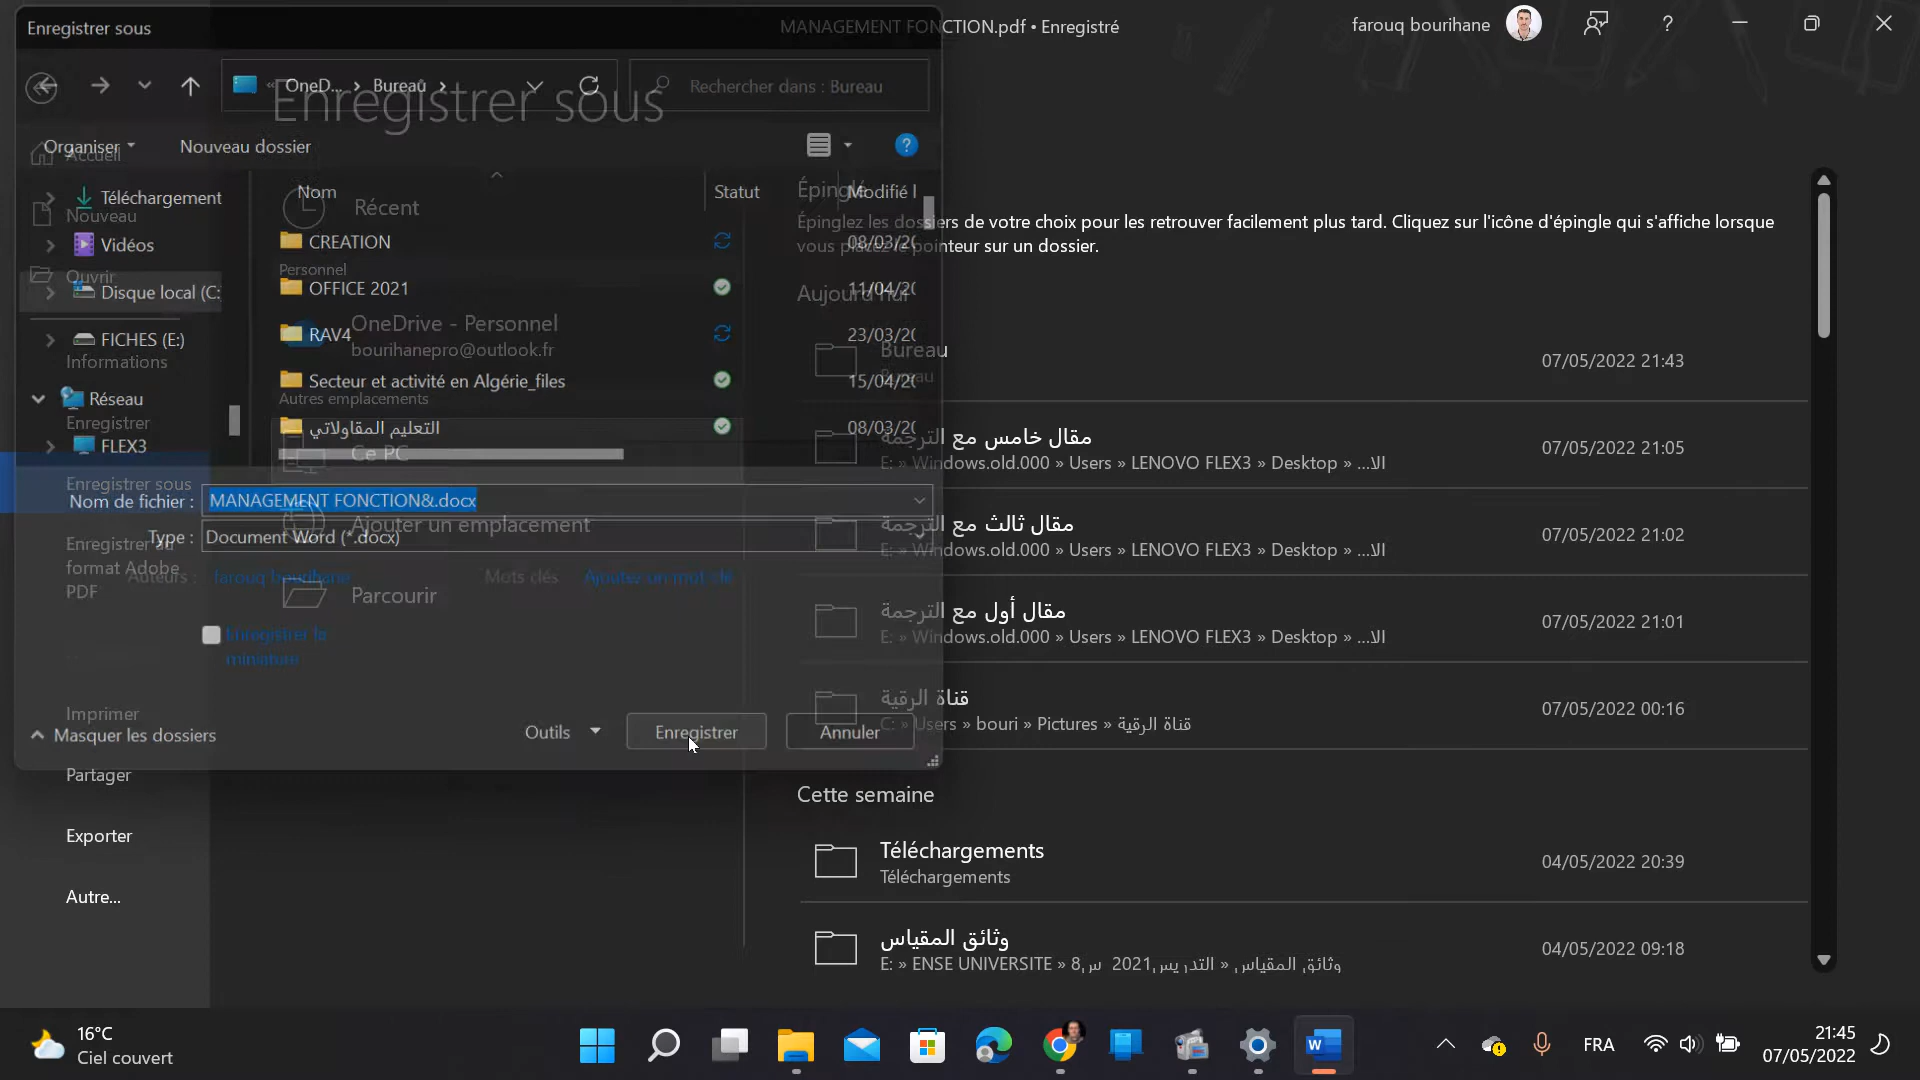 Enregistrer sous
MANAGEMENT FONCTION.pdf • Enregistré
farouq bourihane
?
« OneD... › Bureau ›
Rechercher dans : Bureau
Enregistrer sous
Organiser
Nouveau dossier
?
Accueil
Nouveau
Ouvrir
Informations
Enregistrer
Enregistrer sous
Enregistrer au
format Adobe
PDF
Imprimer
Partager
Exporter
Autre...
Téléchargement
Vidéos
Disque local (C:
FICHES (E:)
Réseau
FLEX3
Nom
Statut
Modifié l
CREATION
08/03/20
OFFICE 2021
11/04/20
RAV4
23/03/20
Secteur et activité en Algérie_files
15/04/20
التعليم المقاولاتي
08/03/20
Récent
Personnel
OneDrive - Personnel
bourihanepro@outlook.fr
Autres emplacements
Ce PC
Ajouter un emplacement
Parcourir
Nom de fichier :
MANAGEMENT FONCTION&.docx
Type :
Document Word (*.docx)
Auteurs :
farouq bourihane
Mots clés
Ajoutez un mot-clé
Enregistrer la
miniature
Masquer les dossiers
Outils
Enregistrer
Annuler
Épinglé
Épinglez les dossiers de votre choix pour les retrouver facilement plus tard. Cliquez sur l'icône d'épingle qui s'affiche lorsque
vous placez le pointeur sur un dossier.
Aujourd'hui
Bureau
Bureau
07/05/2022 21:43
مقال خامس مع الترجمة
E: » Windows.old.000 » Users » LENOVO FLEX3 » Desktop » ...الا
07/05/2022 21:05
مقال ثالث مع الترجمة
E: » Windows.old.000 » Users » LENOVO FLEX3 » Desktop » ...الا
07/05/2022 21:02
مقال أول مع الترجمة
E: » Windows.old.000 » Users » LENOVO FLEX3 » Desktop » ...الا
07/05/2022 21:01
قناة الرقية
C: » Users » bouri » Pictures » قناة الرقية
07/05/2022 00:16
Cette semaine
Téléchargements
Téléchargements
04/05/2022 20:39
وثائق المقياس
E: » ENSE UNIVERSITE » التدريس2021 س8 » وثائق المقياس
04/05/2022 09:18
16°C
Ciel couvert
W
FRA
21:45
07/05/2022